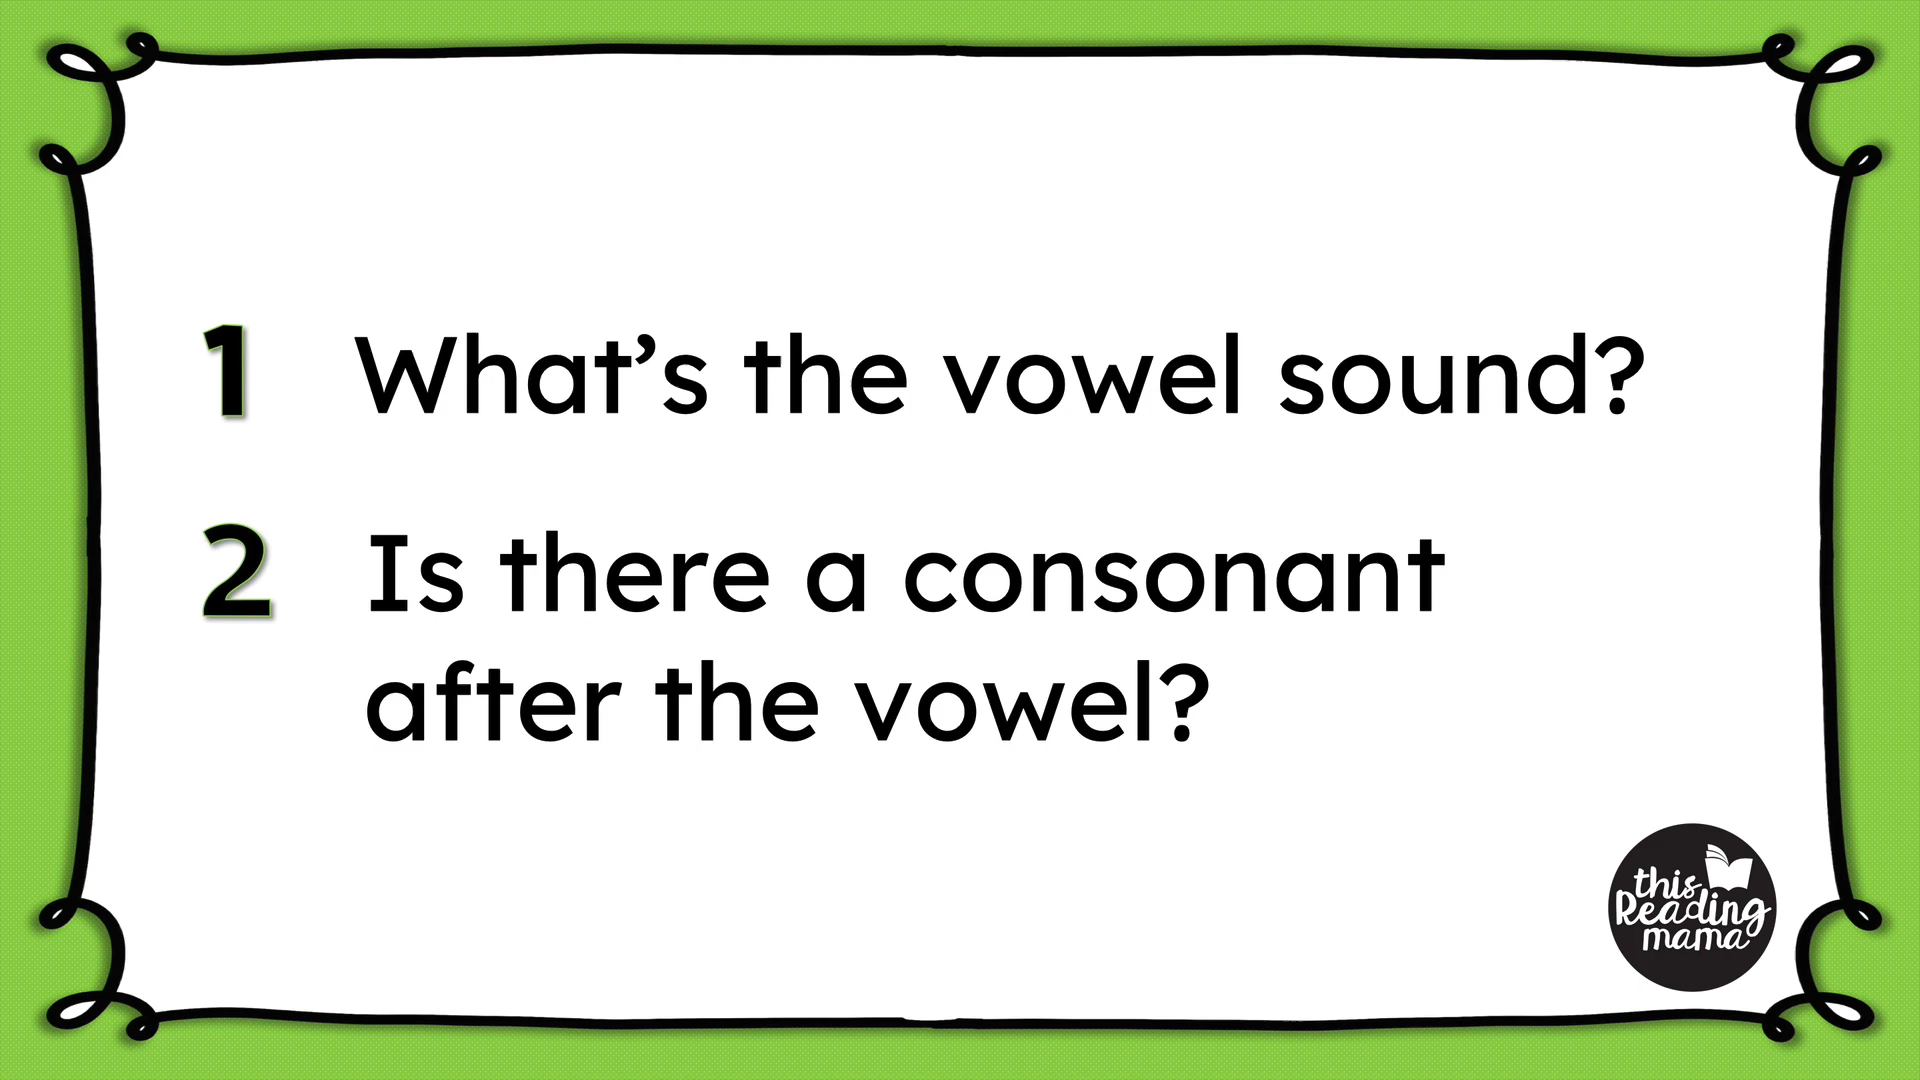 1 What’s the vowel sound?
2 Is there a consonant
after the vowel?
this
Reading
mama